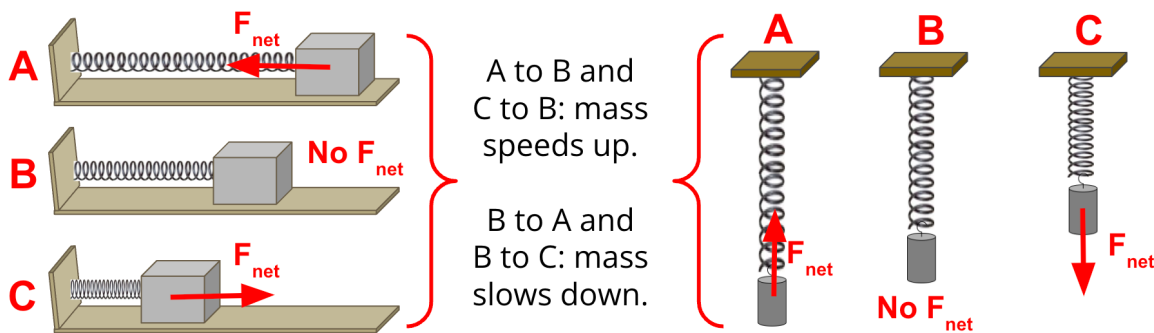 A
F net
B
No F net
C
F net
A to B and
C to B: mass
speeds up.
B to A and
B to C: mass
slows down.
A
F net
B
No F net
C
F net